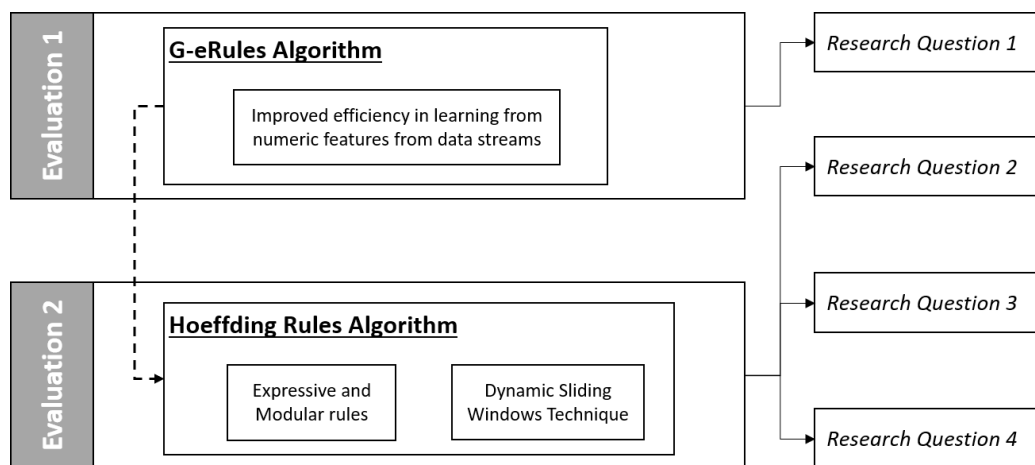 Evaluation 1
G-eRules Algorithm
Improved efficiency in learning from
numeric features from data streams
Research Question 1
Research Question 2
Evaluation 2
Hoeffding Rules Algorithm
Expressive and
Modular rules
Dynamic Sliding
Windows Technique
Research Question 3
Research Question 4